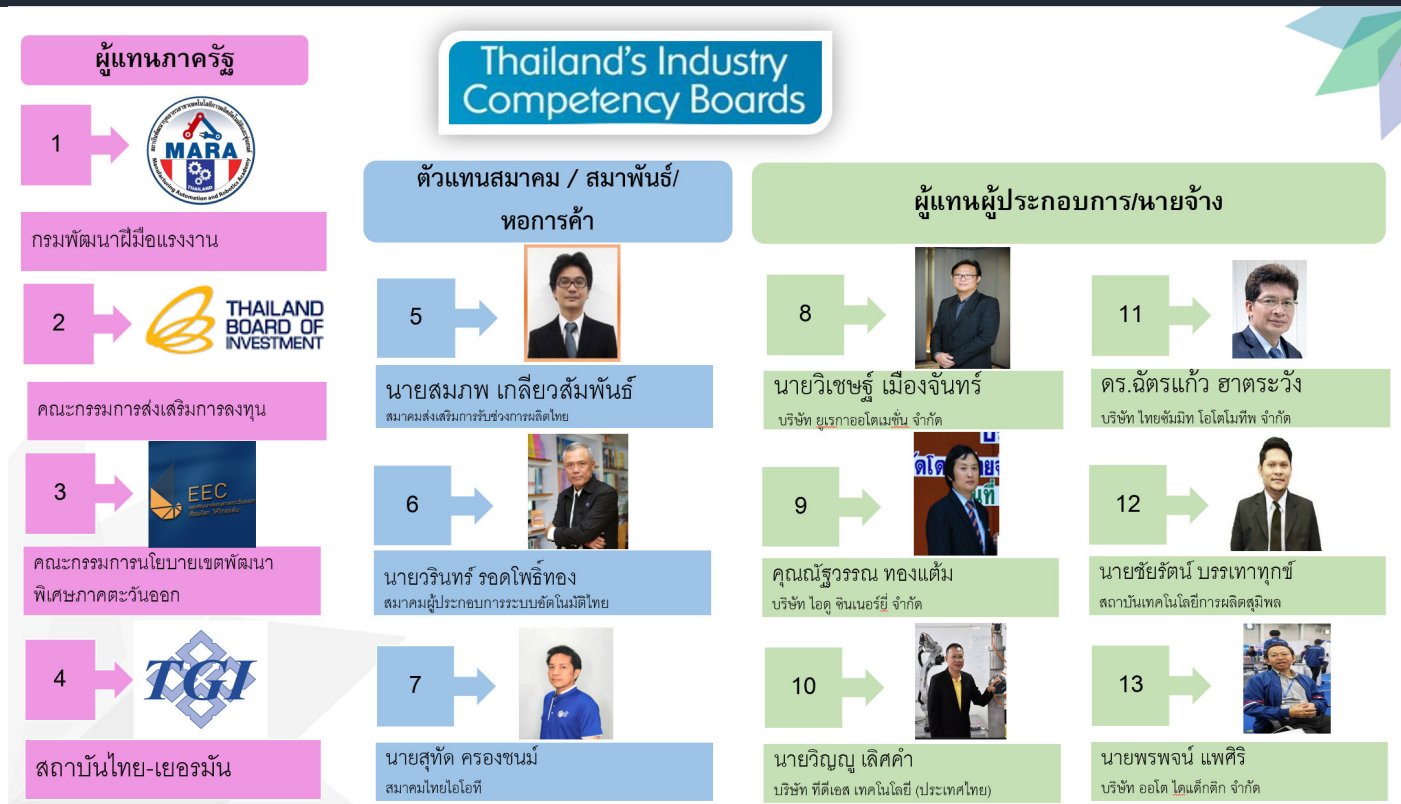 ผู้แทนภาครัฐ
Thailand's Industry
Competency Boards
1
MARA
THAILAND
Manufacturing Automation and Robotics Academy
กรมพัฒนาฝีมือแรงงาน
2
THAILAND
BOARD OF
INVESTMENT
คณะกรรมการส่งเสริมการลงทุน
3
EEC
คณะกรรมการนโยบายเขตพัฒนา
พิเศษภาคตะวันออก
4
TGI
สถาบันไทย-เยอรมัน
ตัวแทนสมาคม / สมาพันธ์/
หอการค้า
5
นายสมภพ เกลียวสัมพันธ์
สมาคมส่งเสริมการรับช่วงการผลิตไทย
6
นายวรินทร์ รอดโพธิ์ทอง
สมาคมผู้ประกอบการระบบอัตโนมัติไทย
7
นายสุทัด ครองชนม์
สมาคมไทยไอโอที
ผู้แทนผู้ประกอบการ/นายจ้าง
8
นายวิเชษฐ์ เมืองจันทร์
บริษัท ยูเรกาออโตเมชั่น จำกัด
9
คุณณัฐวรรณ ทองแต้ม
บริษัท ไอดู ซินเนอร์ยี่ จำกัด
10
นายวิญญู เลิศคำ
บริษัท ทีดีเอส เทคโนโลยี (ประเทศไทย)
11
ดร.ฉัตรแก้ว ฮาตระวัง
บริษัท ไทยซัมมิท โอโตโมทีพ จำกัด
12
นายชัยรัตน์ บรรเทาทุกข์
สถาบันเทคโนโลยีการผลิตสุมิพล
13
นายพรพจน์ แพศิริ
บริษัท ออโต ไดแด็กติก จำกัด